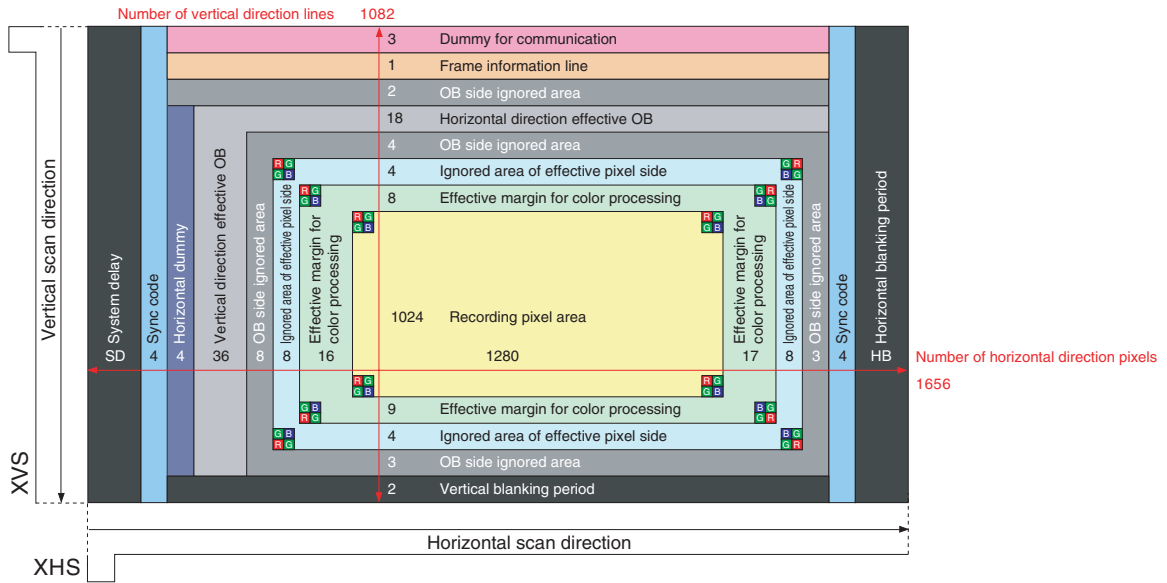 Number of vertical direction lines 1082
3 Dummy for communication
1 Frame information line
2 OB side ignored area
18 Horizontal direction effective OB
4 OB side ignored area
4 Ignored area of effective pixel side
8 Effective margin for color processing
1024 Recording pixel area
1280
9 Effective margin for color processing
4 Ignored area of effective pixel side
3 OB side ignored area
2 Vertical blanking period
Vertical scan direction
XVS
System delay
SD
Sync code
4
Horizontal dummy
4
Vertical direction effective OB
36
OB side ignored area
8
Ignored area of effective pixel side
8
Effective margin for
color processing
16
Effective margin for
color processing
17
Ignored area of effective pixel side
8
OB side ignored area
3
Sync code
4
Horizontal blanking period
HB
Number of horizontal direction pixels
1656
R G
G B
G R
B G
R G
G B
G R
B G
R G
G B
R G
G B
R G
G B
R G
G B
G B
R G
B G
G R
G B
R G
B G
G R
Horizontal scan direction
XHS